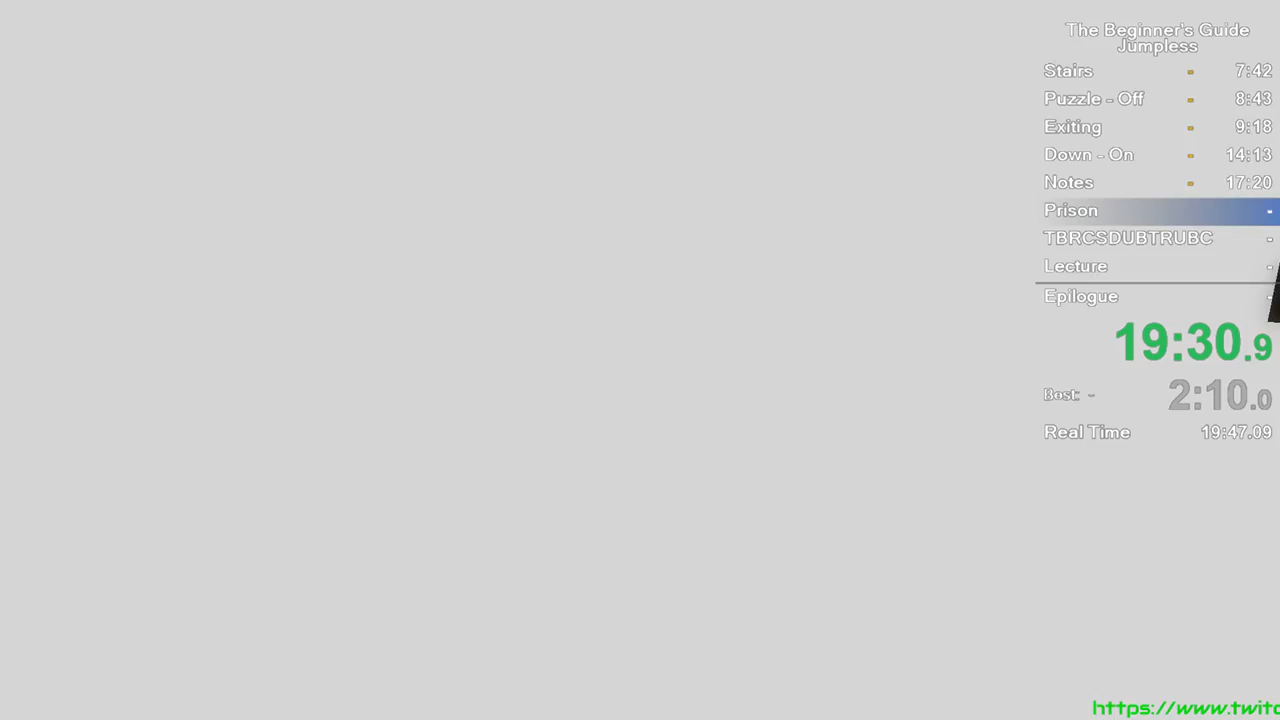 The Beginner's Guide
Jumpless
Stairs - 7:42
Puzzle - Off - 8:43
Exiting - 9:18
Down - On - 14:13
Notes - 17:20
Prison -
TBRCSDUBTRUBC -
Lecture -
Epilogue -
19:30.9
Best: - 2:10.0
Real Time 19:47.09
https://www.twitc